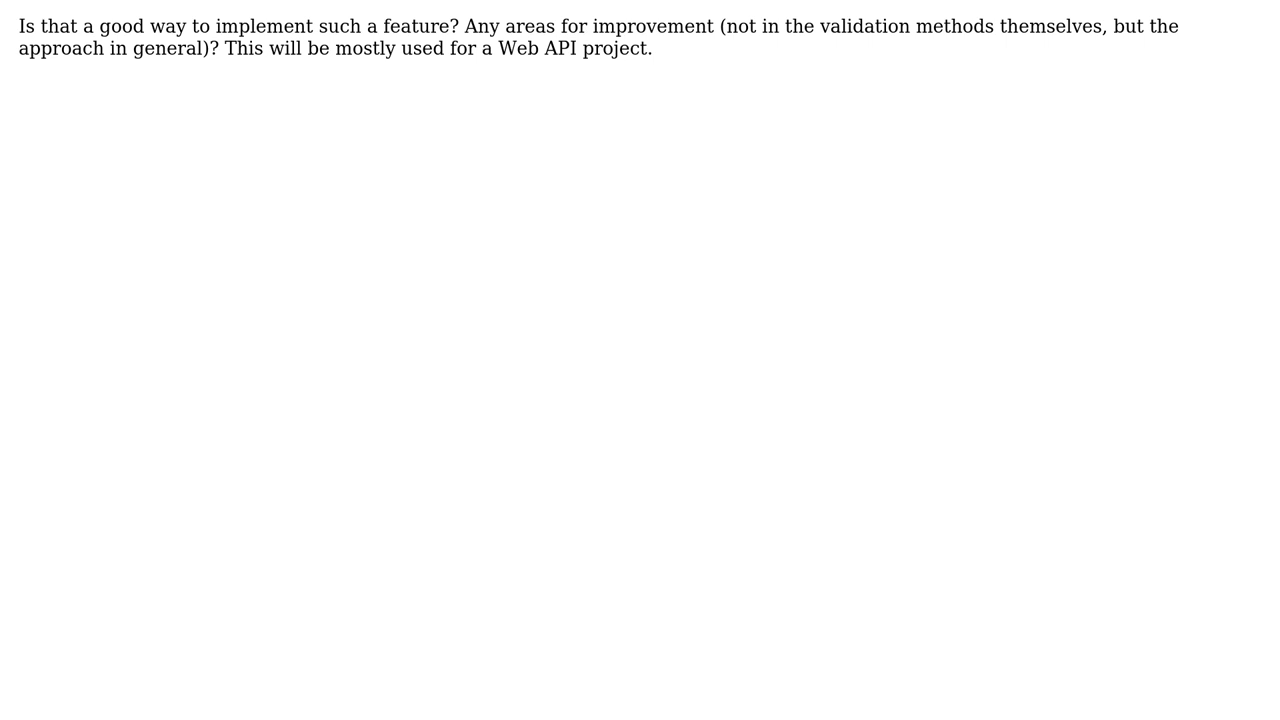 Is that a good way to implement such a feature? Any areas for improvement (not in the validation methods themselves, but the
approach in general)? This will be mostly used for a Web API project.